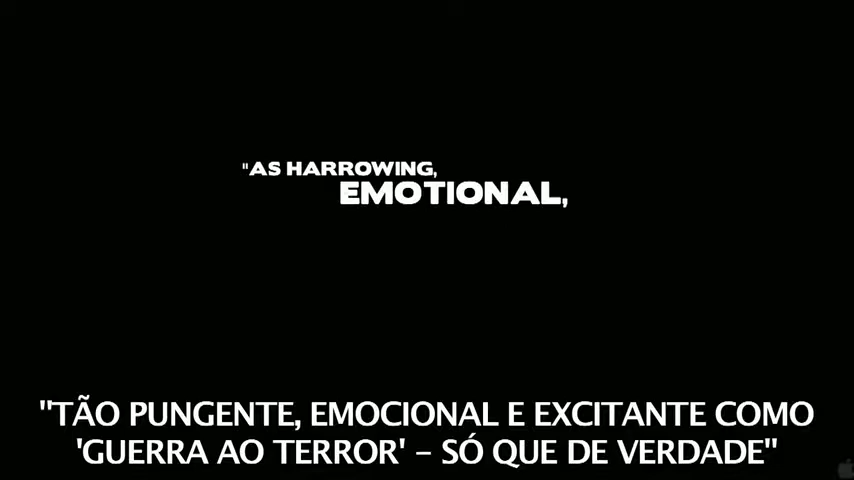 "AS HARROWING,
EMOTIONAL,
"TÃO PUNGENTE, EMOCIONAL E EXCITANTE COMO
'GUERRA AO TERROR' – SÓ QUE DE VERDADE"